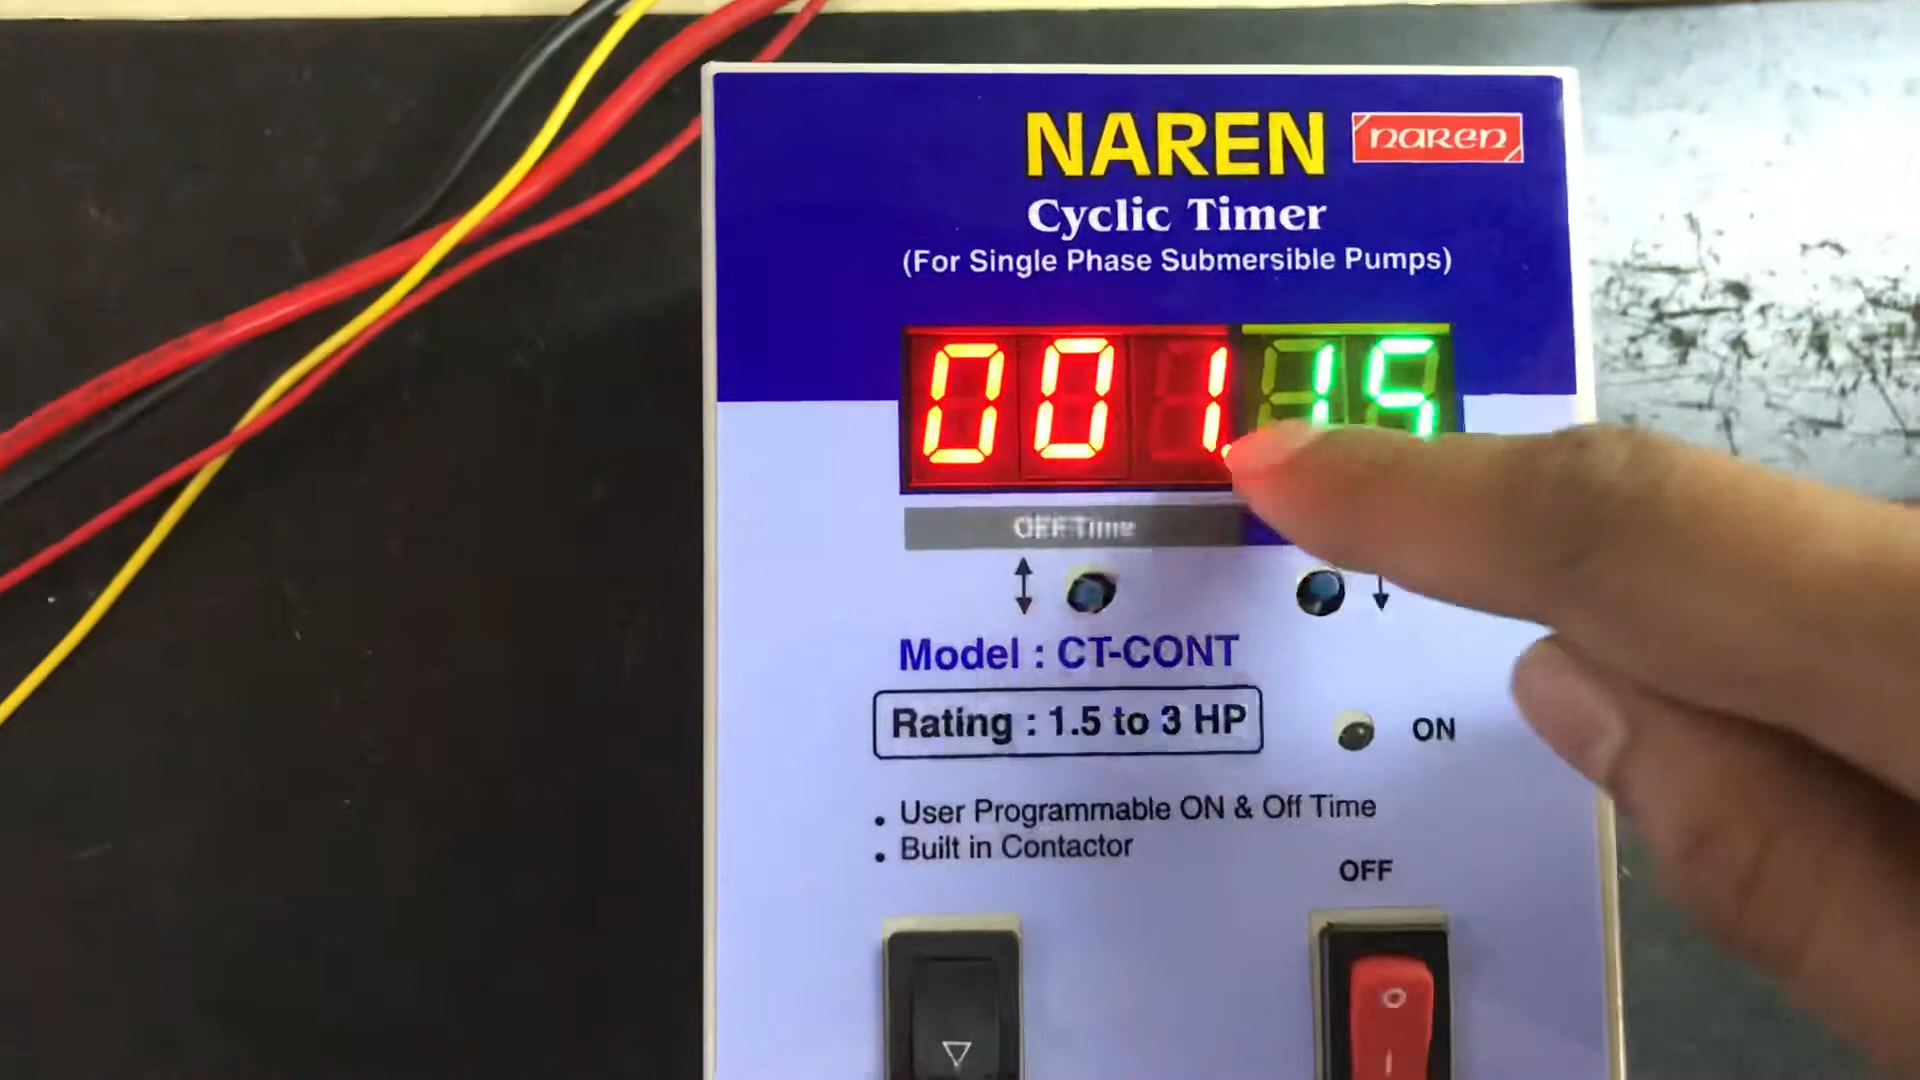 NAREN naren
Cyclic Timer
(For Single Phase Submersible Pumps)
001. 15
OFF Time
Model : CT-CONT
Rating : 1.5 to 3 HP
ON
• User Programmable ON & Off Time
• Built in Contactor
OFF